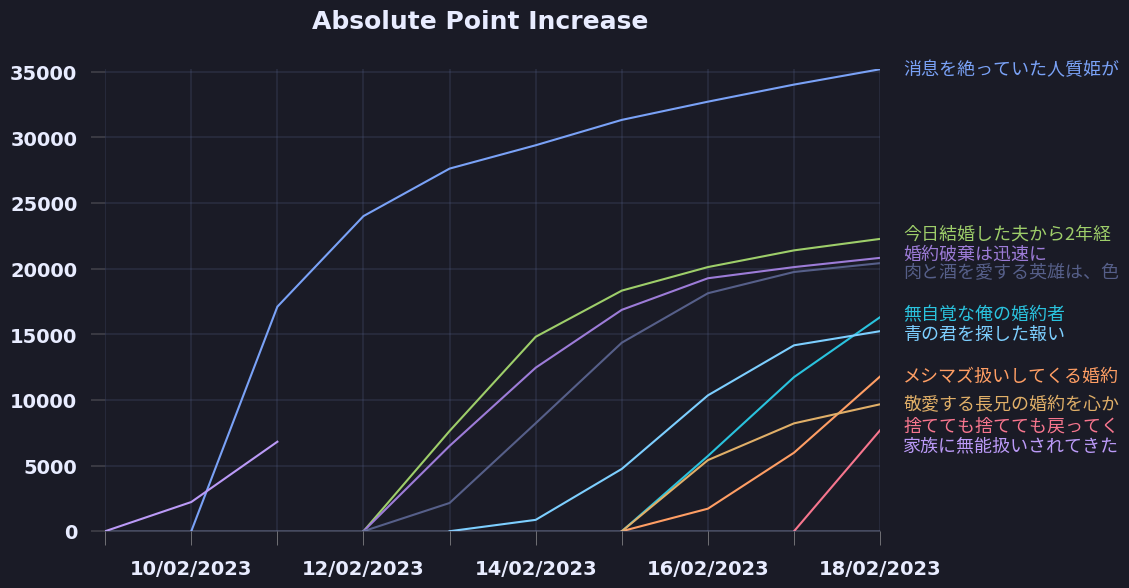 Absolute Point Increase
35000
30000
25000
20000
15000
10000
5000
0
10/02/2023
12/02/2023
14/02/2023
16/02/2023
18/02/2023
消息を絶っていた人質姫が
今日結婚した夫から2年経
婚約破棄は迅速に
肉と酒を愛する英雄は、色
無自覚な俺の婚約者
青の君を探した報い
メシマズ扱いしてくる婚約
敬愛する長兄の婚約を心か
捨てても捨てても戻ってく
家族に無能扱いされてきた